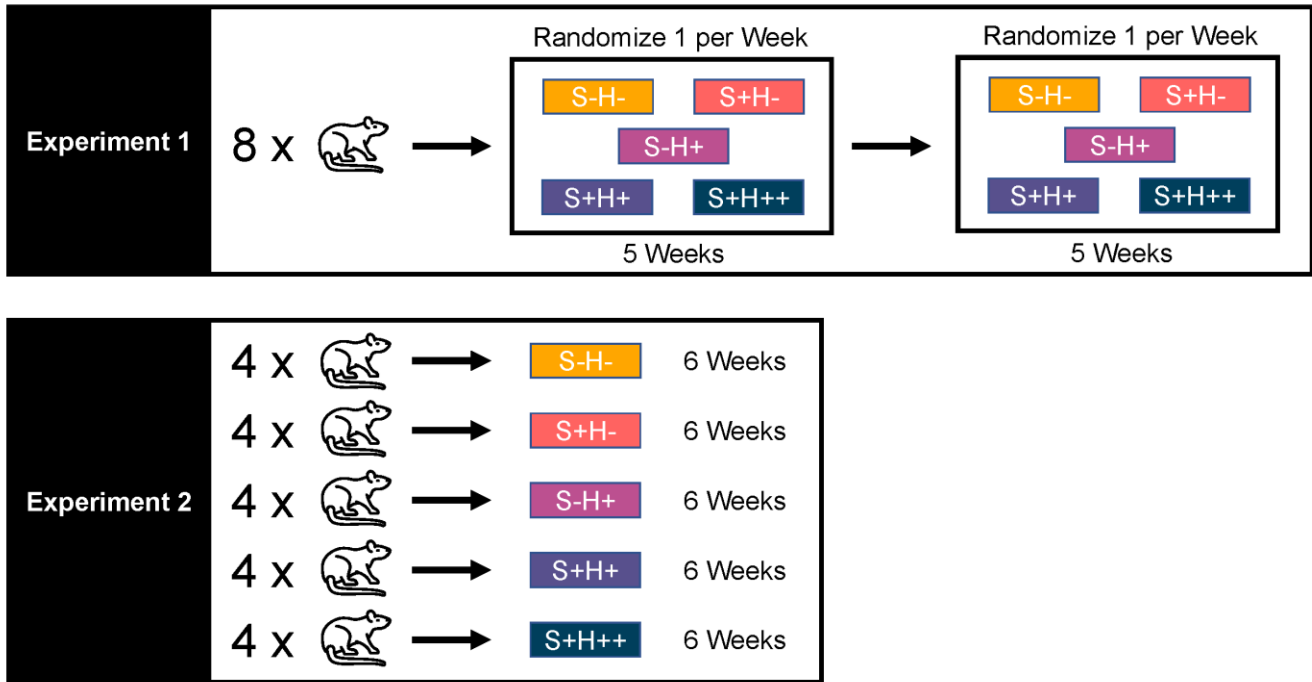 Experiment 1
8 x
Randomize 1 per Week
S-H-
S+H-
S-H+
S+H+
S+H++
5 Weeks
Randomize 1 per Week
S-H-
S+H-
S-H+
S+H+
S+H++
5 Weeks
Experiment 2
4 x S-H- 6 Weeks
4 x S+H- 6 Weeks
4 x S-H+ 6 Weeks
4 x S+H+ 6 Weeks
4 x S+H++ 6 Weeks